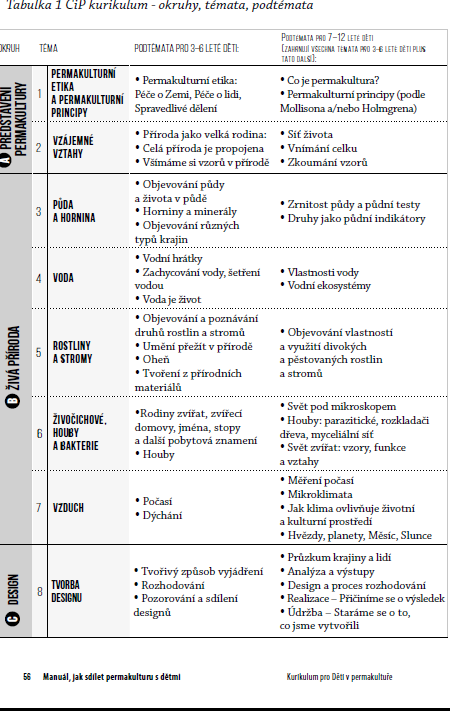 Tabulka 1 CiP kurikulum - okruhy, témata, podtémata
OKRUH
TÉMA
PODTÉMATA PRO 3–6 LETÉ DĚTI:
PODTÉMATA PRO 7–12 LETÉ DĚTI
(ZAHRNUJÍ VŠECHNA TÉMATA PRO 3–6 LETÉ DĚTI PLUS
TATO DALŠÍ):
A PŘEDSTAVENÍ
PERMAKULTURY
1
PERMAKULTURNÍ
ETIKA
A PERMAKULTURNÍ
PRINCIPY
• Permakulturní etika:
Péče o Zemi, Péče o lidi,
Spravedlivé dělení
• Co je permakultura?
• Permakulturní principy (podle
Mollisona a/nebo Holmgrena)
2
VZÁJEMNÉ
VZTAHY
• Příroda jako velká rodina:
• Celá příroda je propojena
• Všímáme si vzorů v přírodě
• Síť života
• Vnímání celku
• Zkoumání vzorů
B ŽIVÁ PŘÍRODA
3
PŮDA
A HORNINA
• Objevování půdy
a života v půdě
• Horniny a minerály
• Objevování různých
typů krajin
• Zrnitost půdy a půdní testy
• Druhy jako půdní indikátory
4
VODA
• Vodní hrátky
• Zachycování vody, šetření
vodou
• Voda je život
• Vlastnosti vody
• Vodní ekosystémy
5
ROSTLINY
A STROMY
• Objevování a poznávání
druhů rostlin a stromů
• Umění přežít v přírodě
• Oheň
• Tvoření z přírodních
materiálů
• Objevování vlastností
a využití divokých
a pěstovaných rostlin
a stromů
6
ŽIVOČICHOVÉ,
HOUBY
A BAKTERIE
•Rodiny zvířat, zvířecí
domovy, jména, stopy
a další pobytová znamení
• Houby
• Svět pod mikroskopem
• Houby: parazitické, rozkladači
dřeva, myceliální síť
• Svět zvířat: vzory, funkce
a vztahy
7
VZDUCH
• Počasí
• Dýchání
• Měření počasí
• Mikroklimata
• Jak klima ovlivňuje životní
a kulturní prostředí
• Hvězdy, planety, Měsíc, Slunce
C DESIGN
8
TVORBA
DESIGNU
• Tvořivý způsob vyjádření
• Rozhodování
• Pozorování a sdílení
designů
• Průzkum krajiny a lidí
• Analýza a výstupy
• Design a proces rozhodování
• Realizace – Přičiníme se o výsledek
• Údržba – Staráme se o to,
co jsme vytvořili
56 Manuál, jak sdílet permakulturu s dětmi
Kurikulum pro Děti v permakultuře